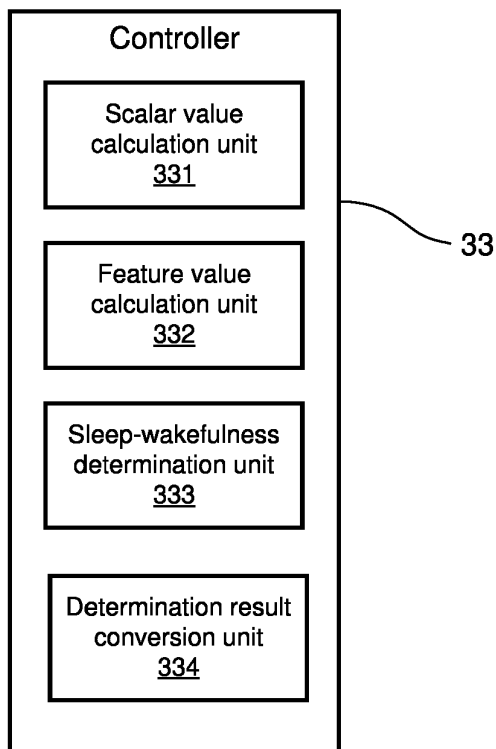 Controller
Scalar value
calculation unit
331
33
Feature value
calculation unit
332
Sleep-wakefulness
determination unit
333
Determination result
conversion unit
334